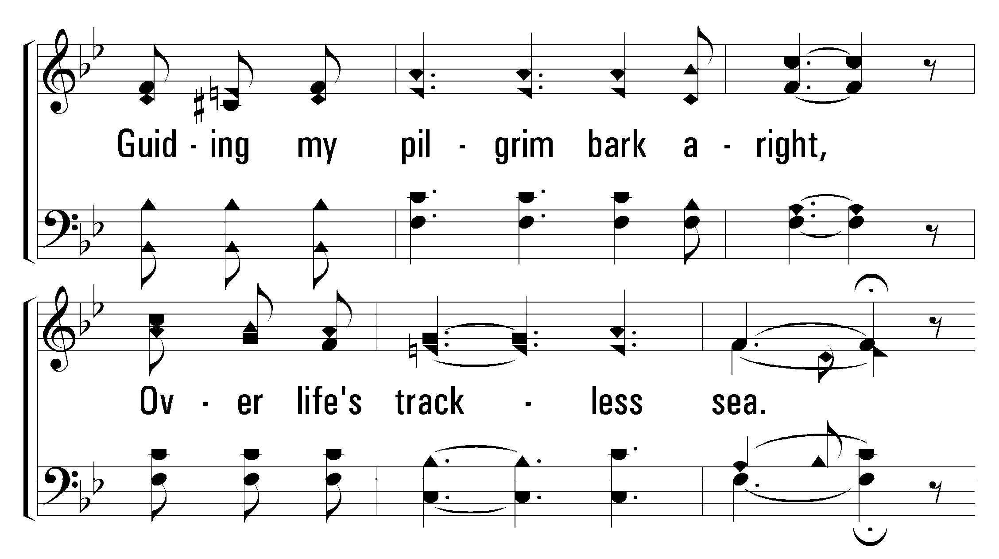 Guid - ing my pil - grim bark a - right,
Ov - er life's track - less sea.